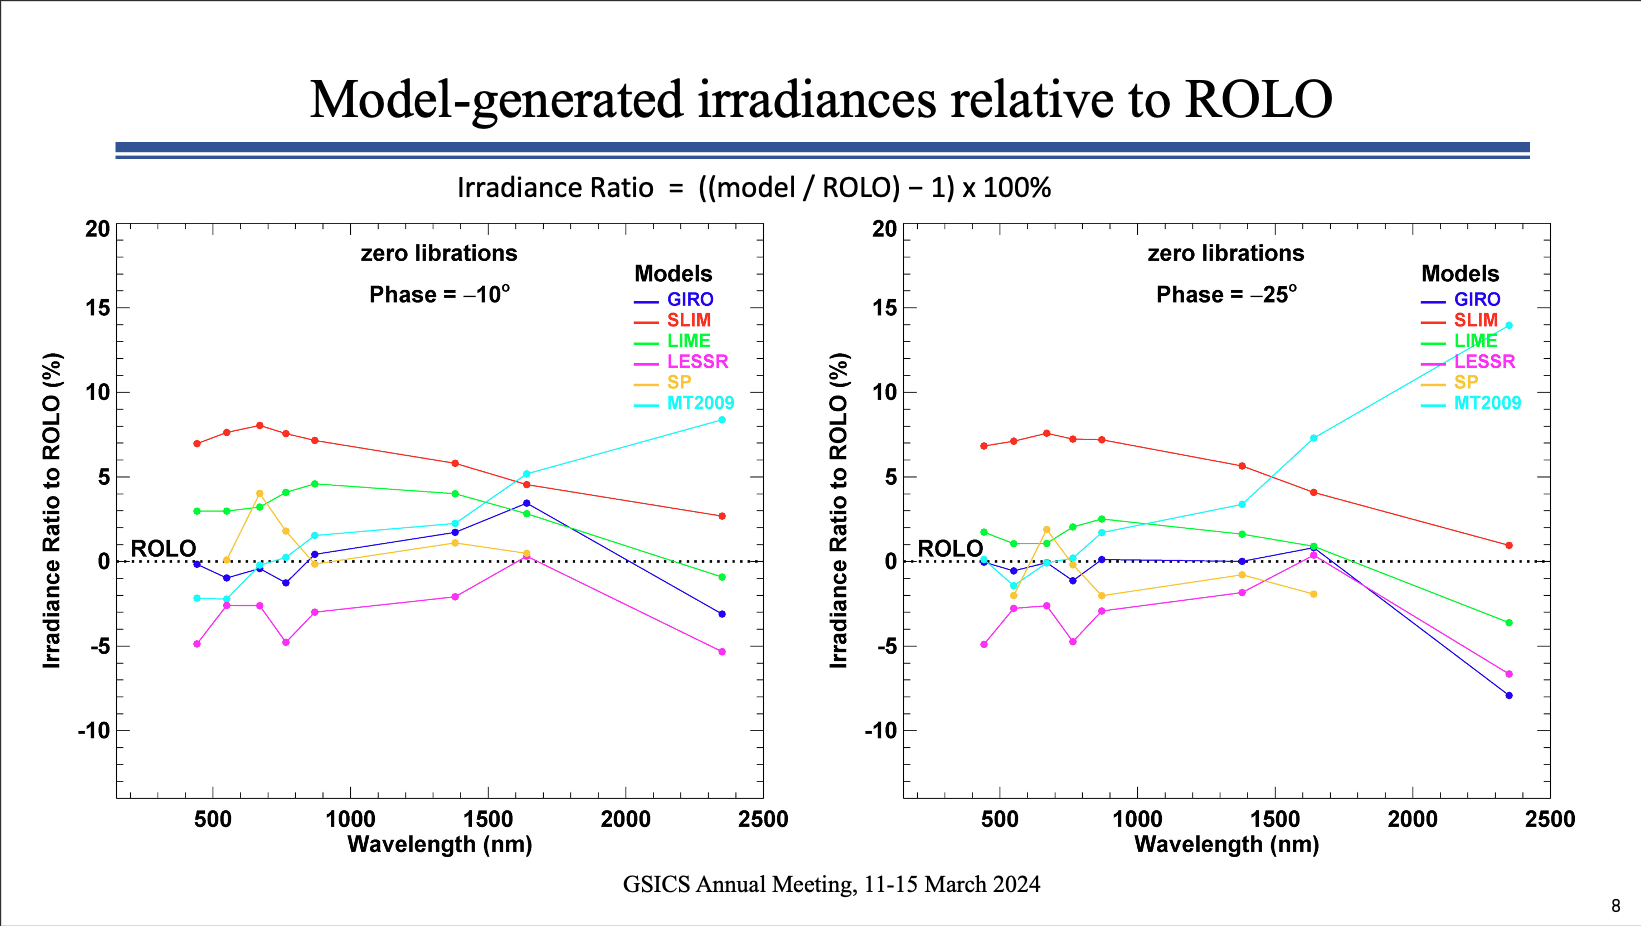 Model-generated irradiances relative to ROLO
Irradiance Ratio = ((model / ROLO) – 1) x 100%
20
15
10
5
0
-5
-10
Irradiance Ratio to ROLO (%)
zero librations
Phase = –10°
Models
GIRO
SLIM
LIME
LESSR
SP
MT2009
ROLO
500 1000 1500 2000 2500
Wavelength (nm)
20
15
10
5
0
-5
-10
Irradiance Ratio to ROLO (%)
zero librations
Phase = –25°
Models
GIRO
SLIM
LIME
LESSR
SP
MT2009
ROLO
500 1000 1500 2000 2500
Wavelength (nm)
GSICS Annual Meeting, 11-15 March 2024
8